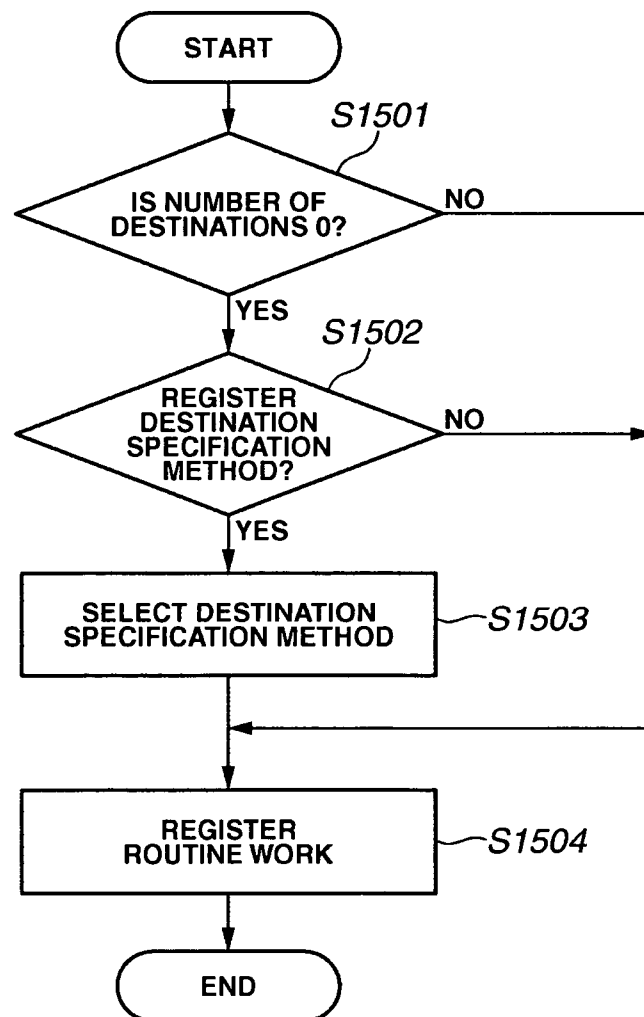 START
S1501
IS NUMBER OF
DESTINATIONS 0?
NO
YES
S1502
REGISTER
DESTINATION
SPECIFICATION
METHOD?
NO
YES
SELECT DESTINATION
SPECIFICATION METHOD
S1503
REGISTER
ROUTINE WORK
S1504
END